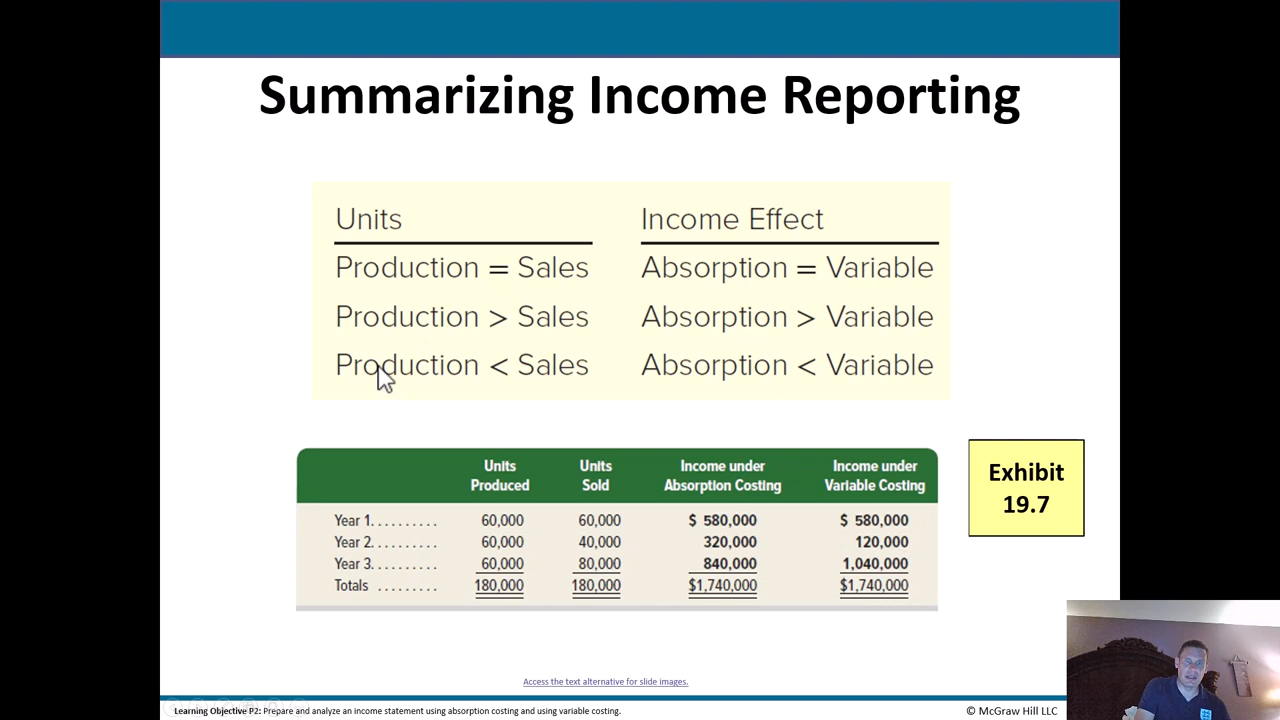 Summarizing Income Reporting
Units Income Effect
Production = Sales Absorption = Variable
Production > Sales Absorption > Variable
Production < Sales Absorption < Variable
Units Produced Units Sold Income under Absorption Costing Income under Variable Costing
Year 1.......... 60,000 60,000 $ 580,000 $ 580,000
Year 2.......... 60,000 40,000 320,000 120,000
Year 3.......... 60,000 80,000 840,000 1,040,000
Totals ......... 180,000 180,000 $1,740,000 $1,740,000
Exhibit
19.7
Access the text alternative for slide images.
Learning Objective P2: Prepare and analyze an income statement using absorption costing and using variable costing. © McGraw Hill LLC